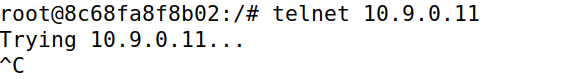 root@8c68fa8f8b02:/# telnet 10.9.0.11
Trying 10.9.0.11...
^C